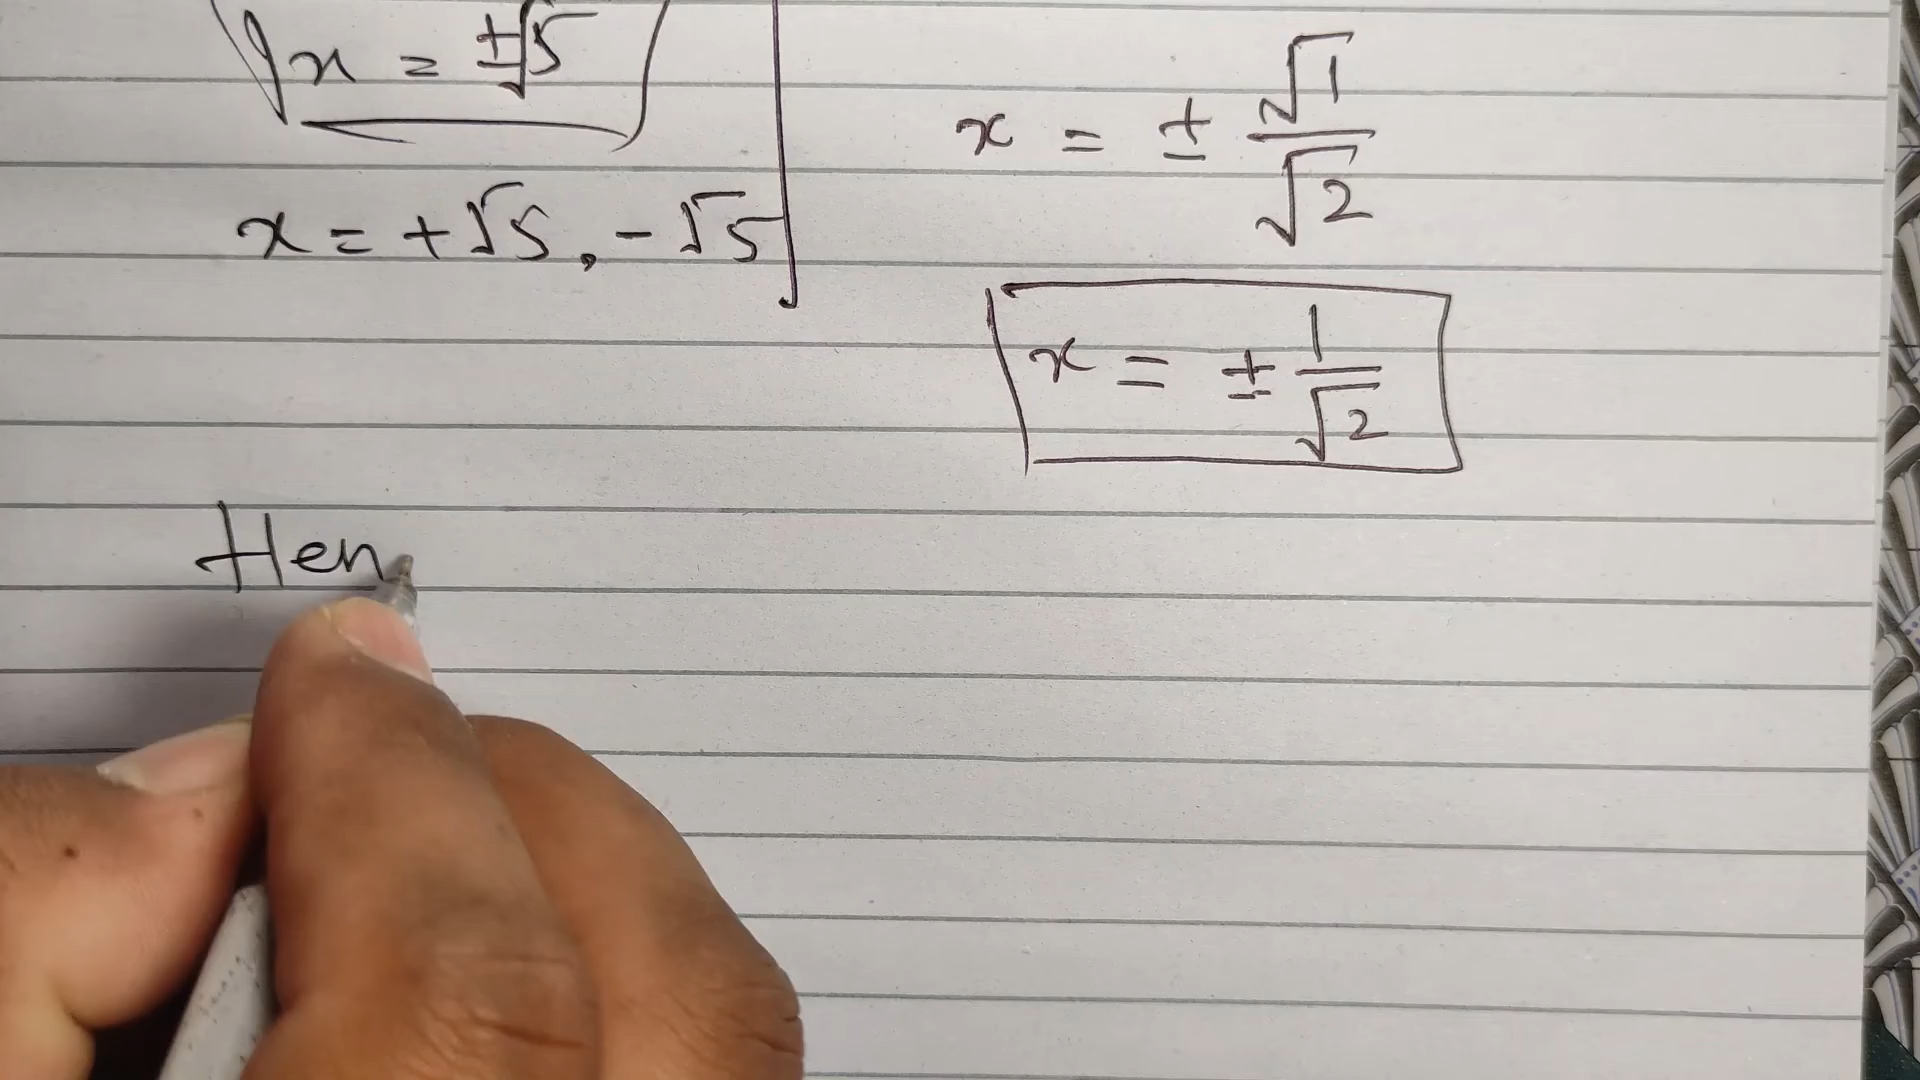 x = ±√5
x = +√5, -√5
x = ± √1/√2
x = ± 1/√2
Hen